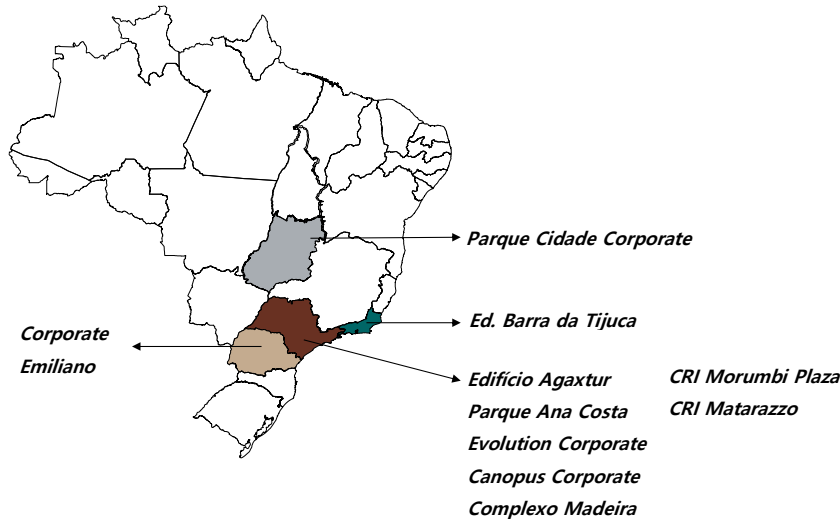 Parque Cidade Corporate
Ed. Barra da Tijuca
Corporate
Emiliano
Edifício Agaxtur
Parque Ana Costa
Evolution Corporate
Canopus Corporate
Complexo Madeira
CRI Morumbi Plaza
CRI Matarazzo